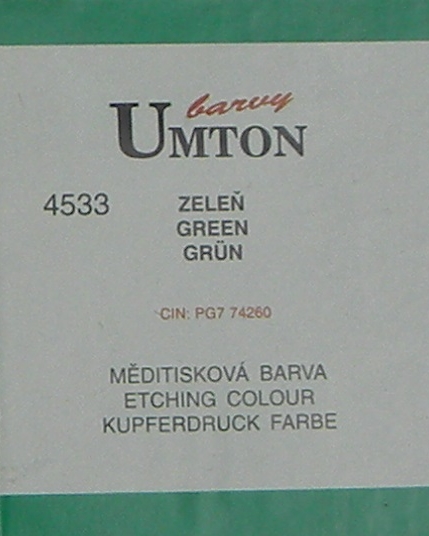 barvy
UMTON
4533 ZELEŇ
GREEN
GRÜN
CIN: PG7 74260
MĚDITISKOVÁ BARVA
ETCHING COLOUR
KUPFERDRUCK FARBE